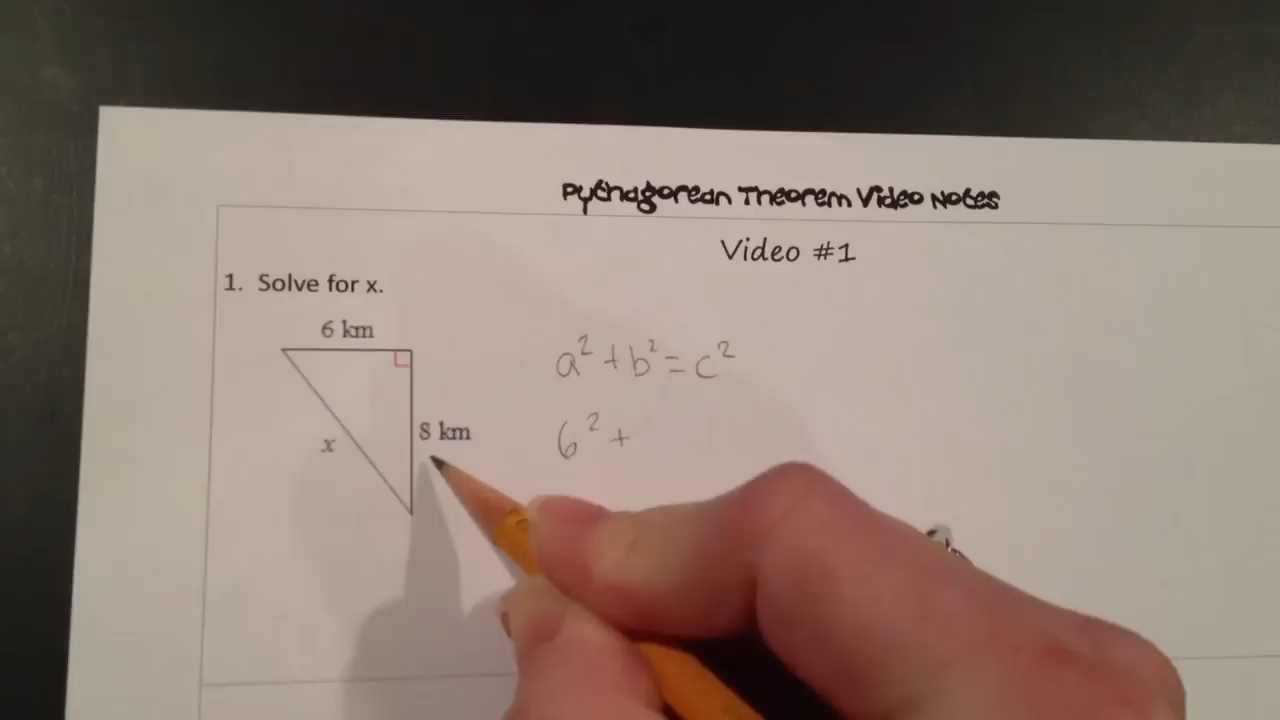 Pythagorean Theorem Video Notes
Video #1
1. Solve for x.
6 km
a² + b² = c²
8 km
6² +
x